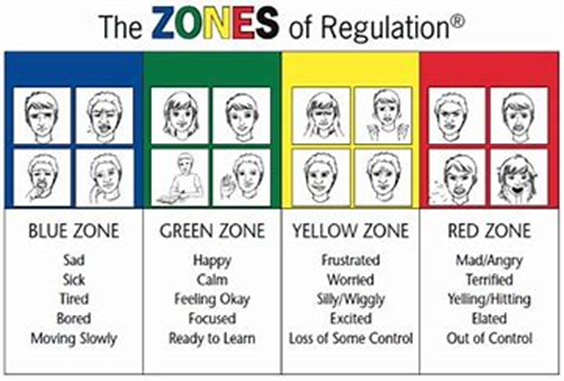 The ZONES of Regulation®
BLUE ZONE
Sad
Sick
Tired
Bored
Moving Slowly
GREEN ZONE
Happy
Calm
Feeling Okay
Focused
Ready to Learn
YELLOW ZONE
Frustrated
Worried
Silly/Wiggly
Excited
Loss of Some Control
RED ZONE
Mad/Angry
Terrified
Yelling/Hitting
Elated
Out of Control